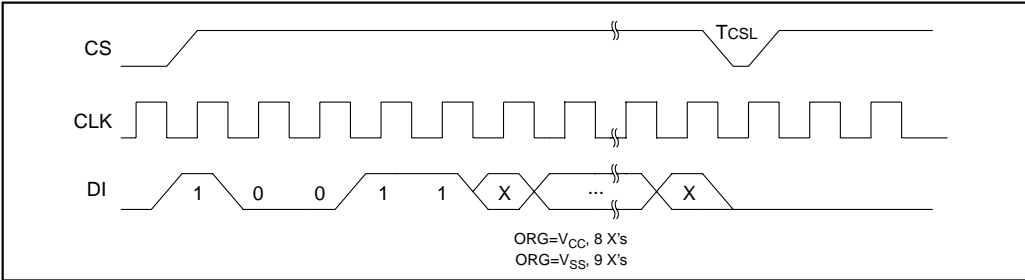 CS
TCSL
CLK
DI
1 0 0 1 1 X ... X
ORG=VCC, 8 X's
ORG=VSS, 9 X's